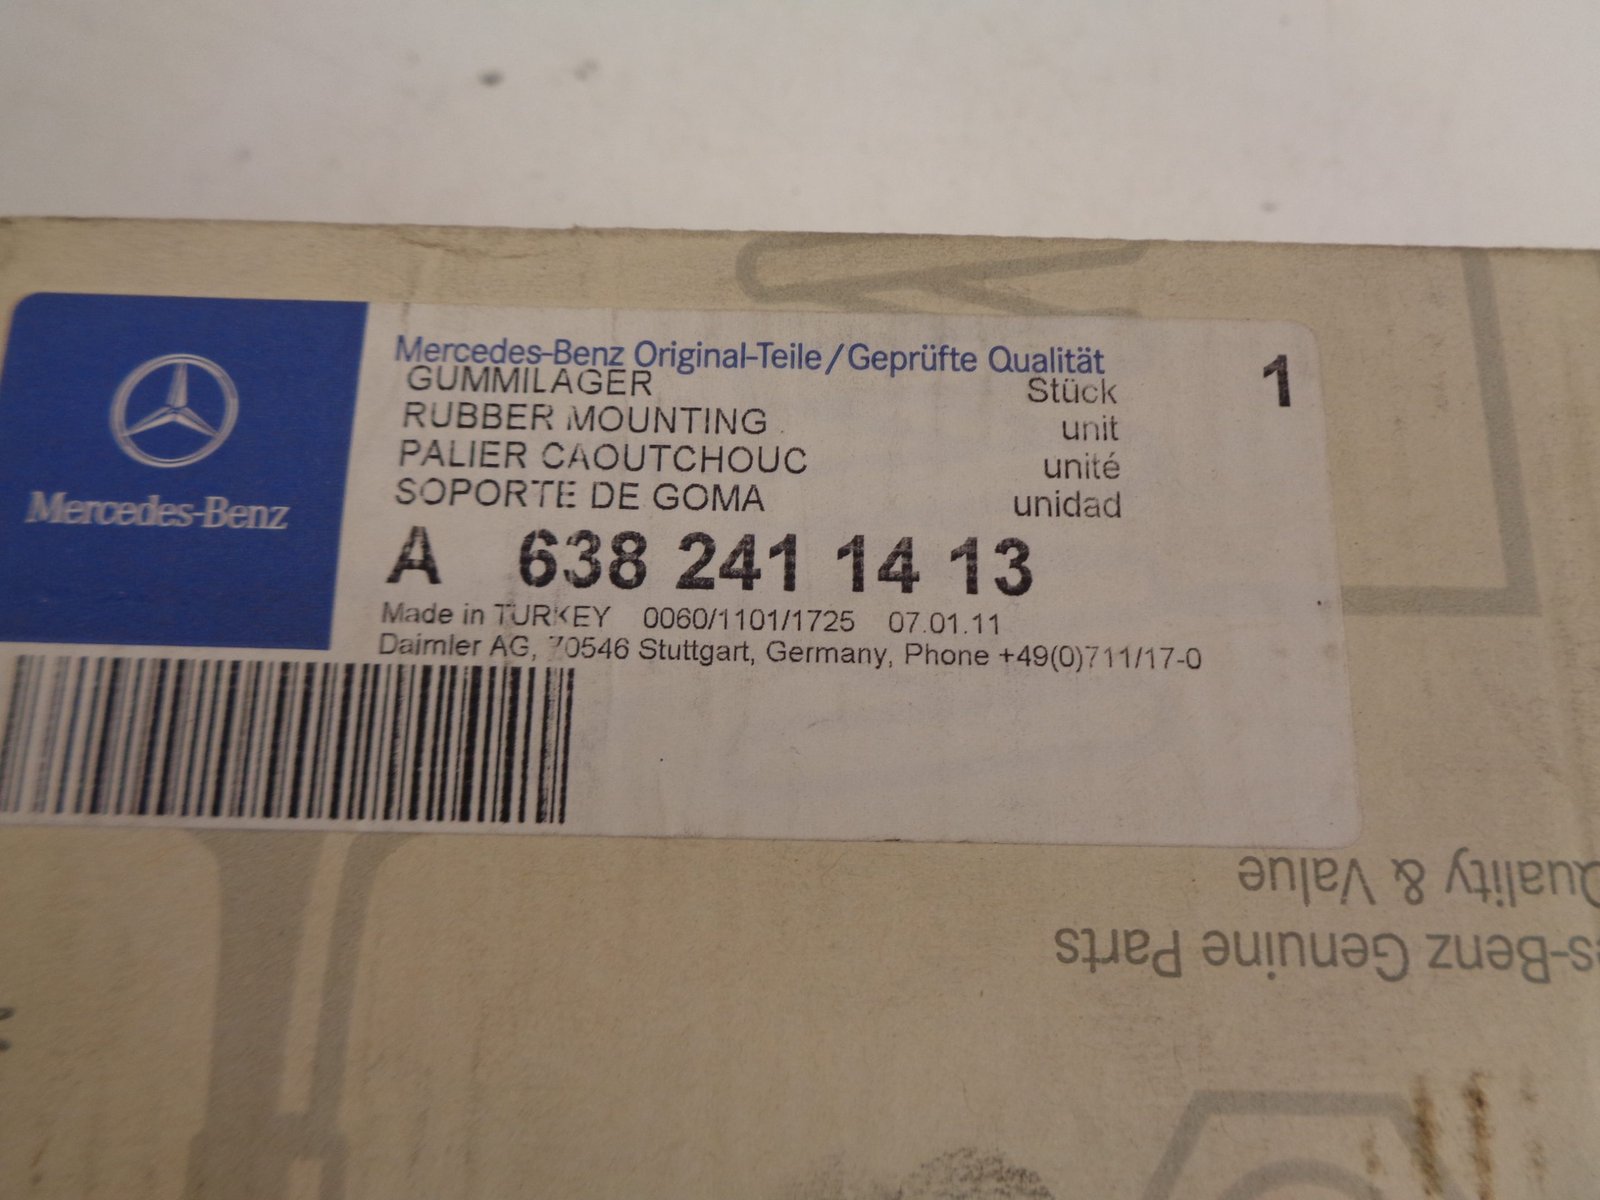 Mercedes-Benz
Mercedes-Benz Original-Teile/Geprüfte Qualität
GUMMILAGER Stück 1
RUBBER MOUNTING unit
PALIER CAOUTCHOUC unité
SOPORTE DE GOMA unidad
A 638 241 14 13
Made in TURKEY 0060/1101/1725 07.01.11
Daimler AG, 70546 Stuttgart, Germany, Phone +49(0)711/17-0
es-Benz Genuine Parts
Quality & Value